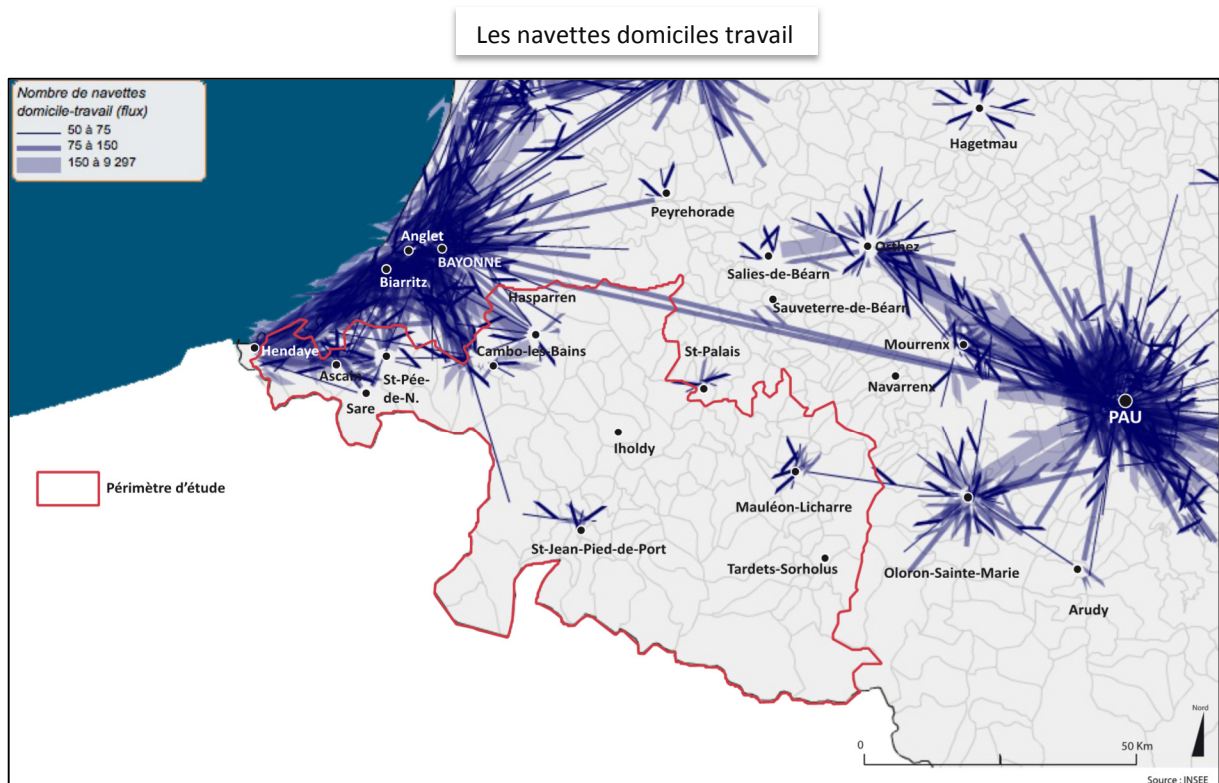 Les navettes domiciles travail
Nombre de navettes
domicile-travail (flux)
50 à 75
75 à 150
150 à 9 297
Hagetmau
Peyrehorade
Anglet
BAYONNE
Biarritz
Orthez
Salies-de-Béarn
Hasparren
Sauveterre-de-Béarn
Hendaye
Cambo-les-Bains
St-Palais
Mourrenx
Ascain
St-Pée-
de-N.
Navarrenx
Sare
PAU
Iholdy
Périmètre d'étude
Mauléon-Licharre
St-Jean-Pied-de-Port
Tardets-Sorholus
Oloron-Sainte-Marie
Arudy
Nord
0
50 Km
Source : INSEE